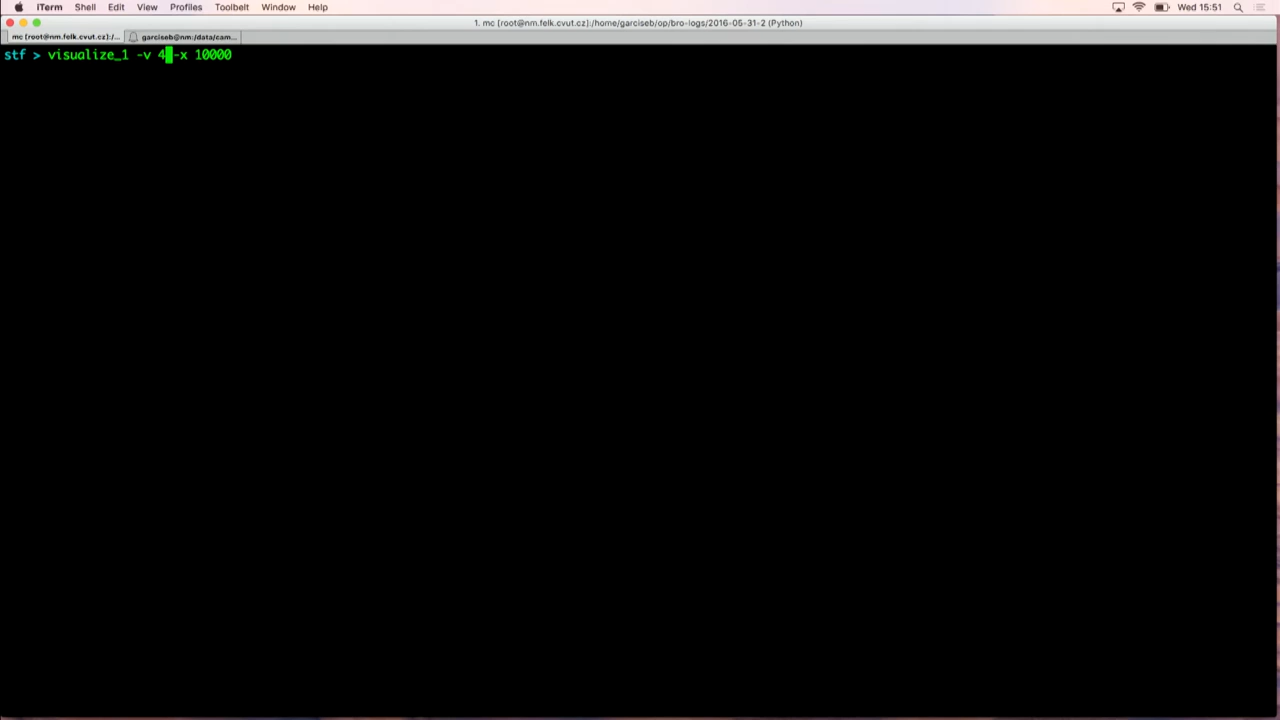 iTerm Shell Edit View Profiles Toolbelt Window Help Wed 15:51
1. mc [root@nm.felk.cvut.cz]:/home/garciseb/op/bro-logs/2016-05-31-2 (Python)
mc [root@nm.felk.cvut.cz]:/... garciseb@nm:/data/cam...
stf > visualize_1 -v 4 -x 10000